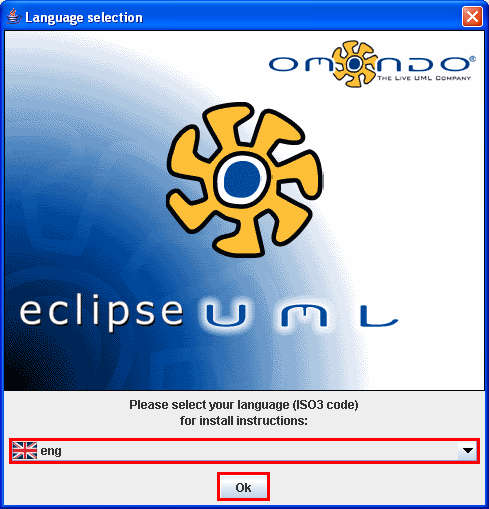 Language selection
OMONDO®
THE LIVE UML COMPANY
eclipse UML
Please select your language (ISO3 code)
for install instructions:
eng
Ok